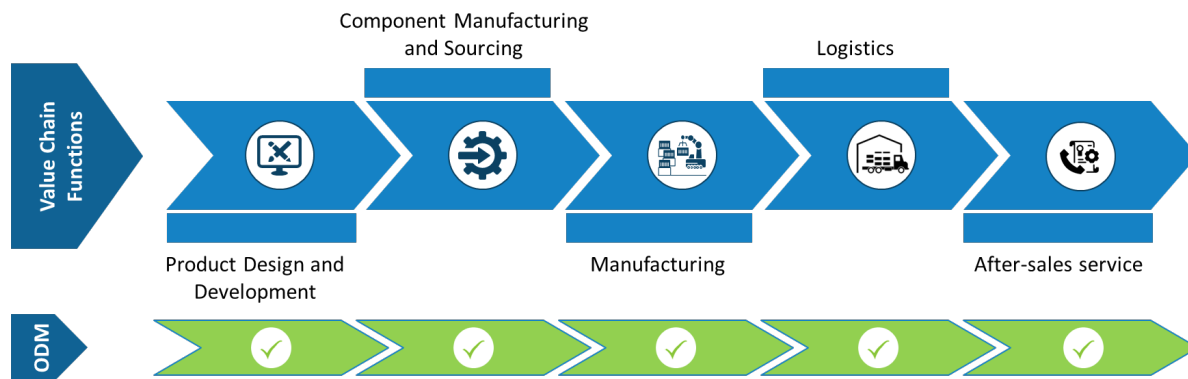 Value Chain
Functions
Component Manufacturing
and Sourcing
Logistics
Product Design and
Development
Manufacturing
After-sales service
ODM